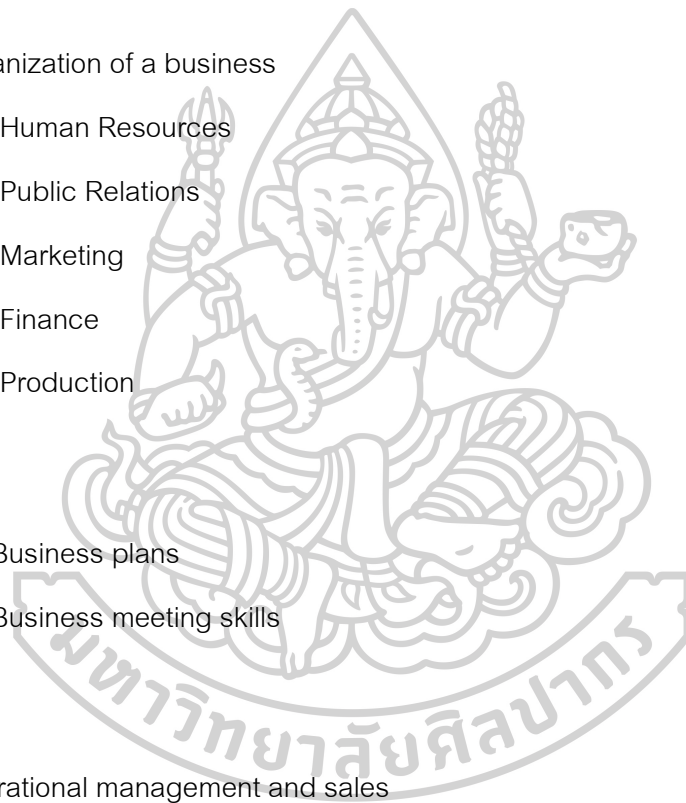 anization of a business
Human Resources
Public Relations
Marketing
Finance
Production
Business plans
Business meeting skills
มหาวิทยาลัยศิลปากร
rational management and sales